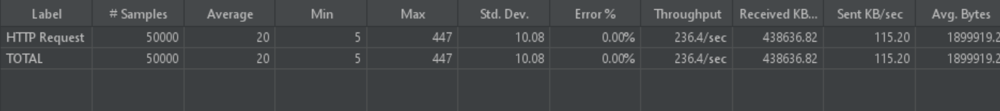 Label # Samples Average Min Max Std. Dev. Error % Throughput Received KB... Sent KB/sec Avg. Bytes
HTTP Request 50000 20 5 447 10.08 0.00% 236.4/sec 438636.82 115.20 1899919.2
TOTAL 50000 20 5 447 10.08 0.00% 236.4/sec 438636.82 115.20 1899919.2